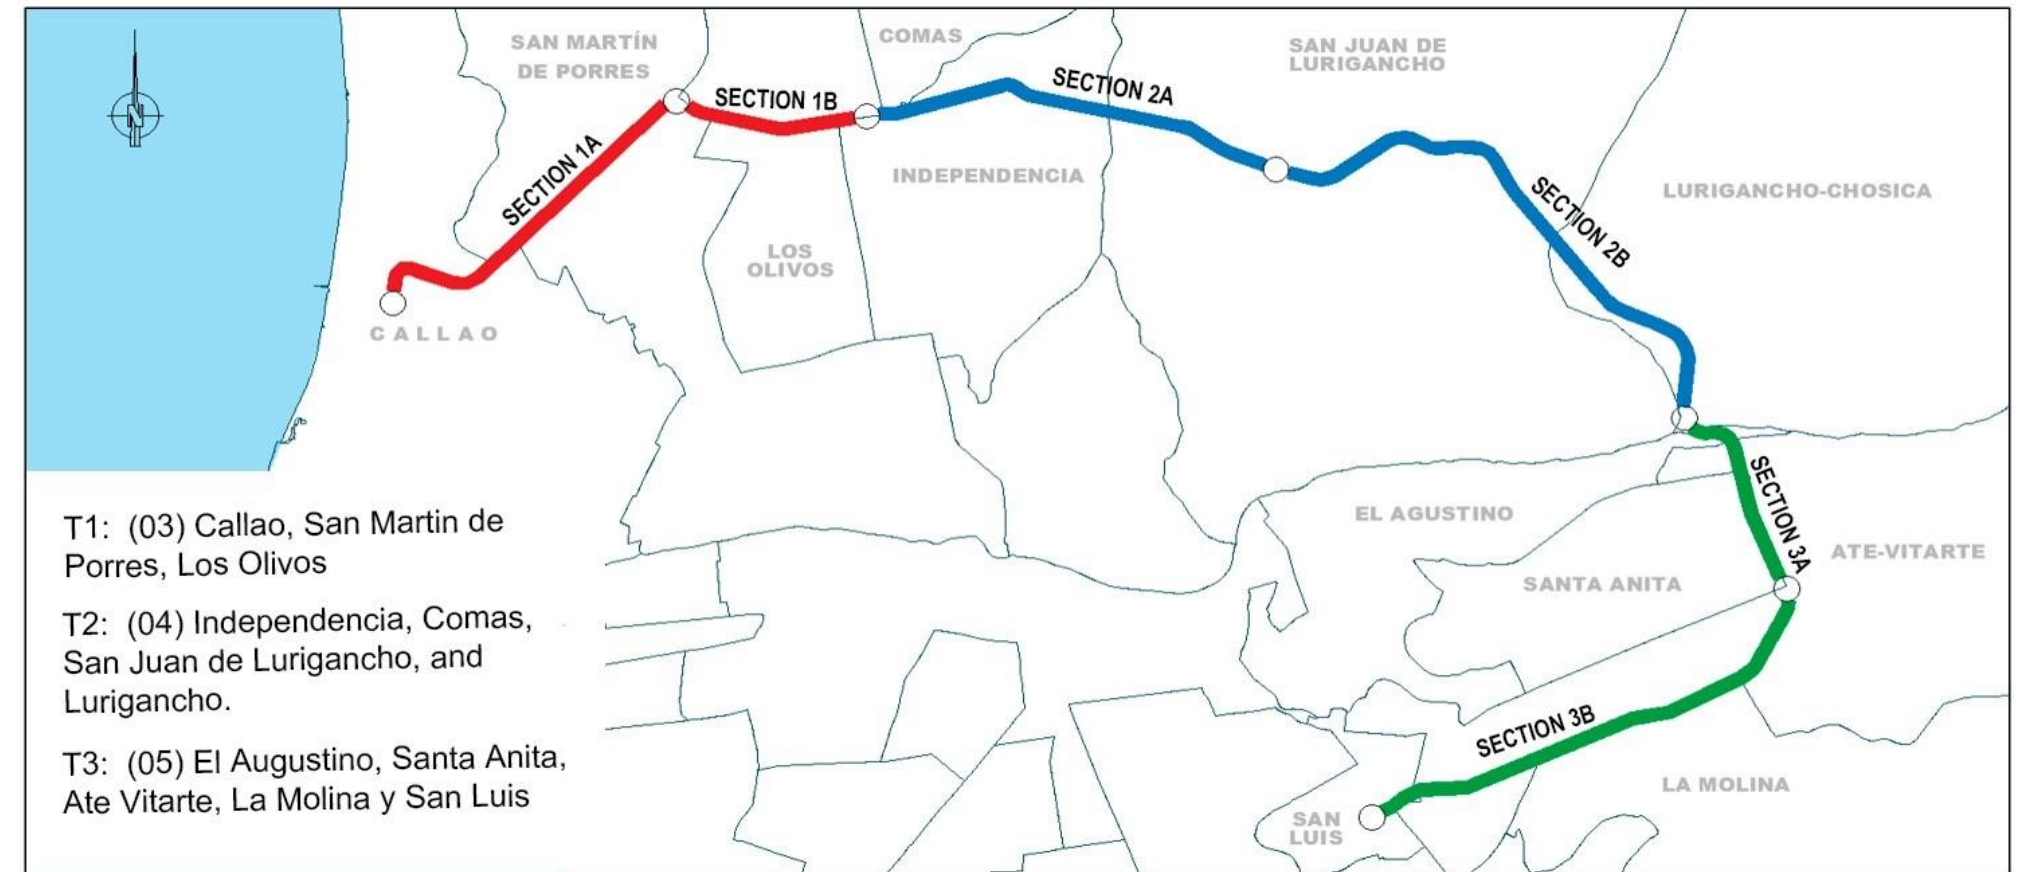 SAN MARTÍN
DE PORRES
COMAS
SAN JUAN DE
LURIGANCHO
SECTION 1B
SECTION 2A
N
SECTION 1A
INDEPENDENCIA
SECTION 2B
LURIGANCHO-CHOSICA
LOS
OLIVOS
CALLAO
SECTION 3A
EL AGUSTINO
ATE-VITARTE
SANTA ANITA
SECTION 3B
LA MOLINA
SAN
LUIS
T1: (03) Callao, San Martin de
Porres, Los Olivos
T2: (04) Independencia, Comas,
San Juan de Lurigancho, and
Lurigancho.
T3: (05) El Augustino, Santa Anita,
Ate Vitarte, La Molina y San Luis